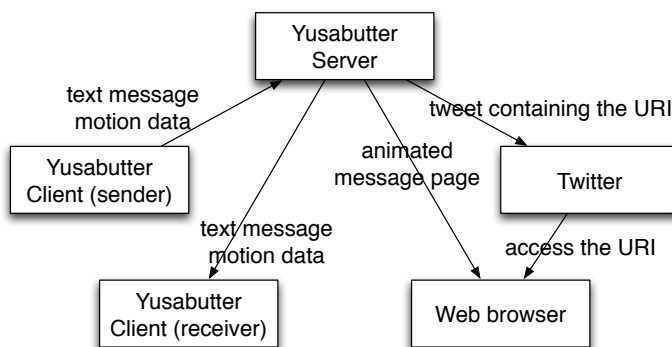 Yusabutter
Server
text message
motion data
tweet containing the URI
animated
message page
Yusabutter
Client (sender)
Twitter
text message
motion data
access the URI
Yusabutter
Client (receiver)
Web browser